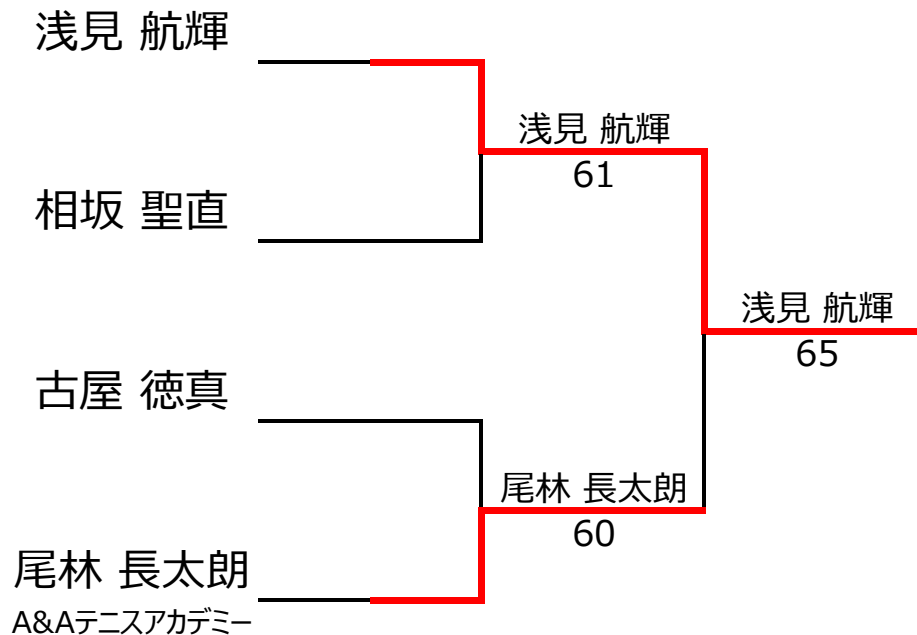 浅見 航輝
浅見 航輝
61
相坂 聖直
浅見 航輝
65
古屋 徳真
尾林 長太朗
60
尾林 長太朗
A&Aテニスアカデミー